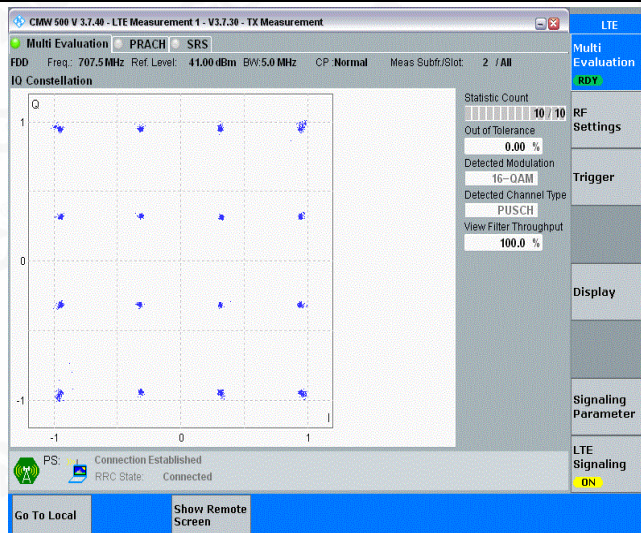 CMW 500 V 3.7.40 - LTE Measurement 1 - V3.7.30 - TX Measurement
LTE
Multi Evaluation PRACH SRS
Multi
Evaluation
RDY
FDD Freq.: 707.5 MHz Ref. Level: 41.00 dBm BW: 5.0 MHz CP :Normal Meas Subfr/Slot: 2 / All
IQ Constellation
Q
1
0
-1
I
-1 0 1
Statistic Count
10 / 10
Out of Tolerance
0.00 %
Detected Modulation
16-QAM
Detected Channel Type
PUSCH
View Filter Throughput
100.0 %
RF
Settings
Trigger
Display
Signaling
Parameter
LTE
Signaling
ON
PS: Connection Established
RRC State: Connected
Go To Local
Show Remote
Screen